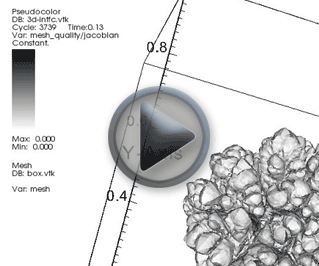 Pseudocolor
DB: 3d-intfc.vtk
Cycle: 3739 Time:0.13
Var: mesh_quality/jacobian
Constant.
Max: 0.000
Min: 0.000
Mesh
DB: box.vtk
Var: mesh
0.8
Y-Axis
0.4